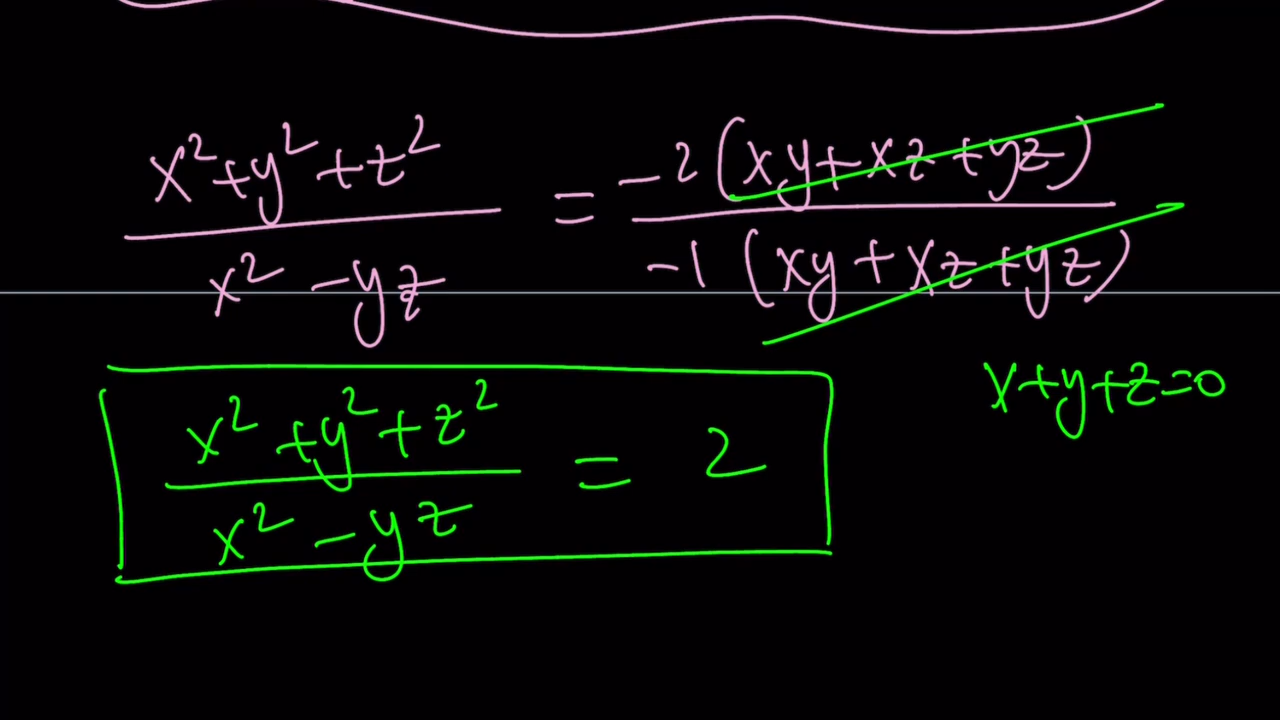 x²+y²+z² / x²-yz = -2(xy+xz+yz) / -1(xy+xz+yz)
x+y+z=0
x²+y²+z² / x²-yz = 2